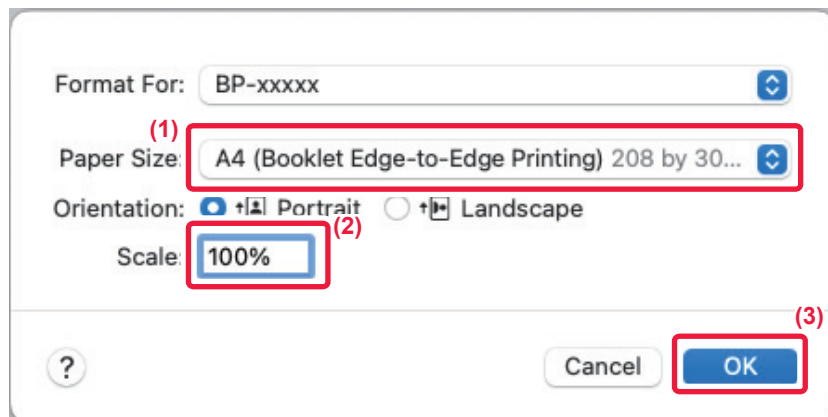 Format For: BP-xxxxx
(1)
Paper Size: A4 (Booklet Edge-to-Edge Printing) 208 by 30...
Orientation: Portrait Landscape
(2)
Scale: 100%
(3)
? Cancel OK